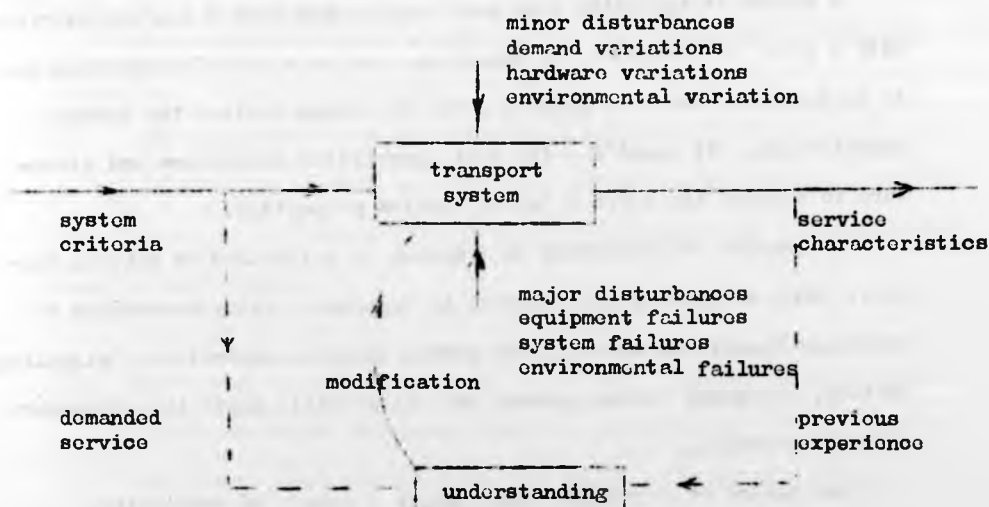 minor disturbances
demand variations
hardware variations
environmental variation
transport
system
system
criteria
service
characteristics
major disturbances
equipment failures
system failures
environmental failures
modification
demanded
service
previous
experience
understanding